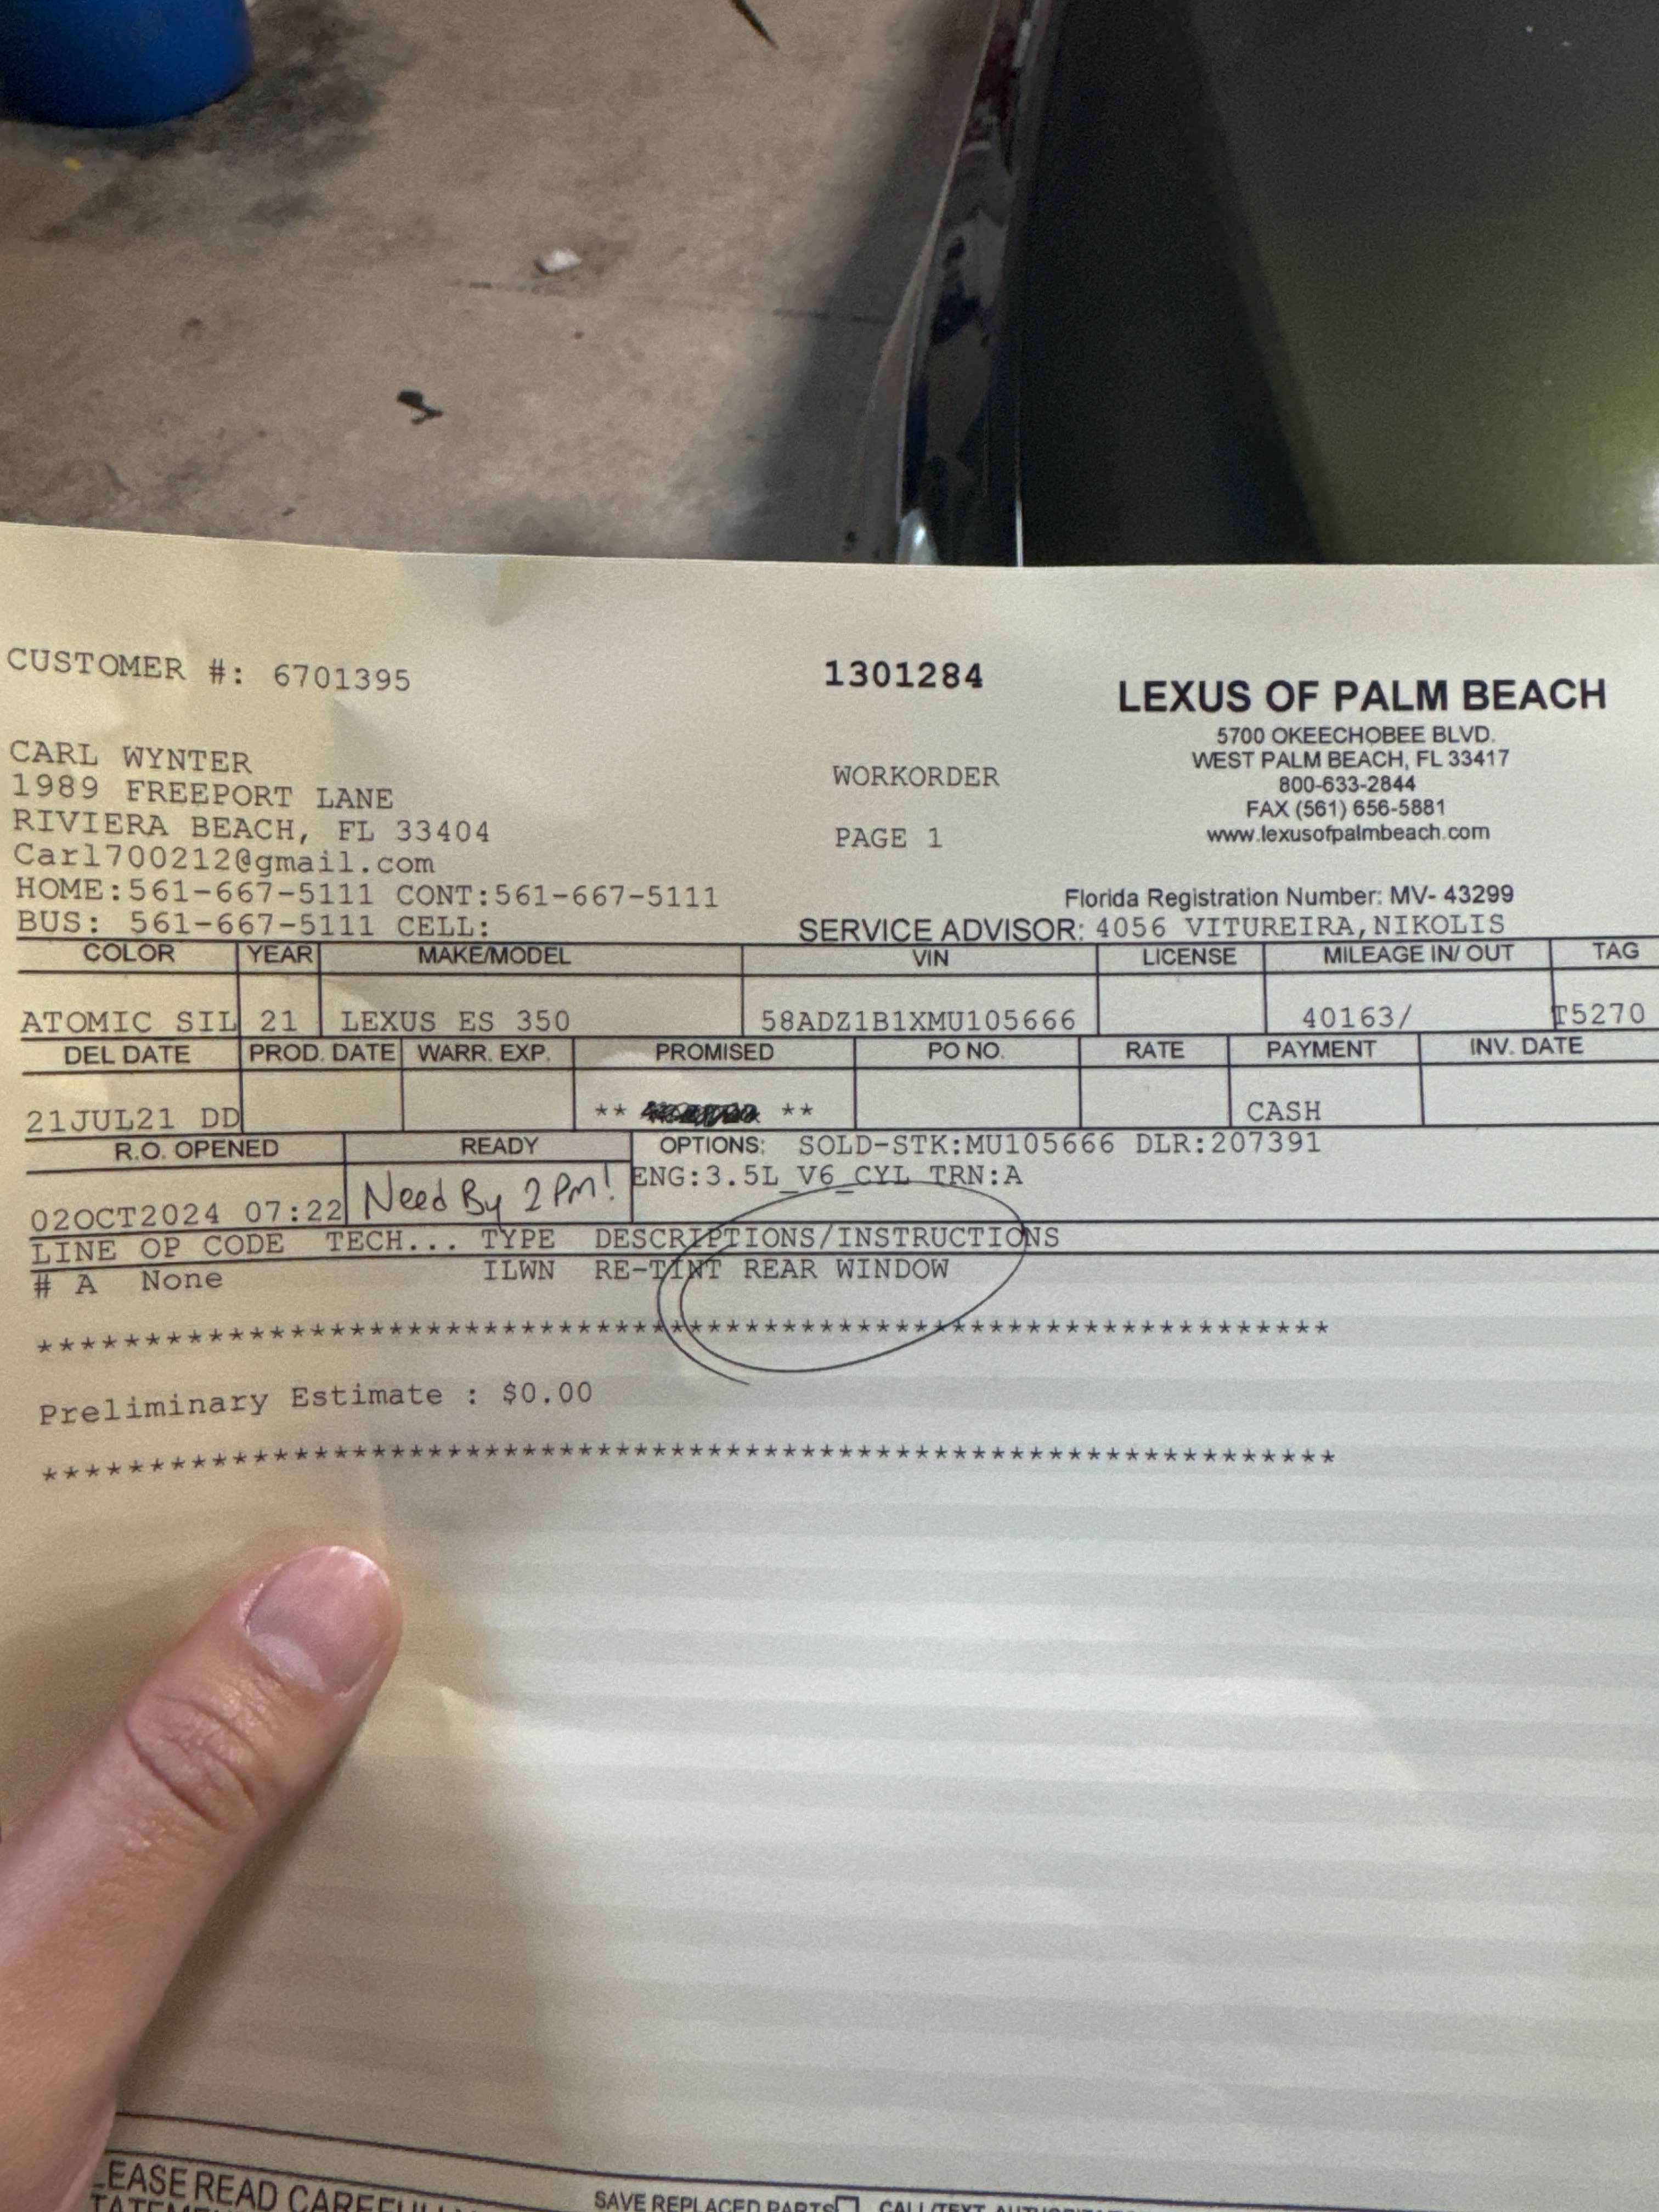 CUSTOMER #: 6701395
1301284
LEXUS OF PALM BEACH
5700 OKEECHOBEE BLVD.
WEST PALM BEACH, FL 33417
800-633-2844
FAX (561) 656-5881
www.lexusofpalmbeach.com
CARL WYNTER
1989 FREEPORT LANE
RIVIERA BEACH, FL 33404
Carl700212@gmail.com
HOME:561-667-5111 CONT:561-667-5111
BUS: 561-667-5111 CELL:
WORKORDER
PAGE 1
Florida Registration Number: MV- 43299
SERVICE ADVISOR: 4056 VITUREIRA,NIKOLIS
COLOR YEAR MAKE/MODEL VIN LICENSE MILEAGE IN/ OUT TAG
ATOMIC SIL 21 LEXUS ES 350 58ADZ1B1XMU105666 40163/ T5270
DEL DATE PROD. DATE WARR. EXP. PROMISED PO NO. RATE PAYMENT INV. DATE
21JUL21 DD ** ** CASH
R.O. OPENED READY OPTIONS: SOLD-STK:MU105666 DLR:207391
ENG:3.5L_V6_CYL TRN:A
02OCT2024 07:22 Need By 2 Pm!
LINE OP CODE TECH... TYPE DESCRIPTIONS/INSTRUCTIONS
# A None ILWN RE-TINT REAR WINDOW
************************************************************
Preliminary Estimate : $0.00
************************************************************
READ
SAVE REPLACED PARTS